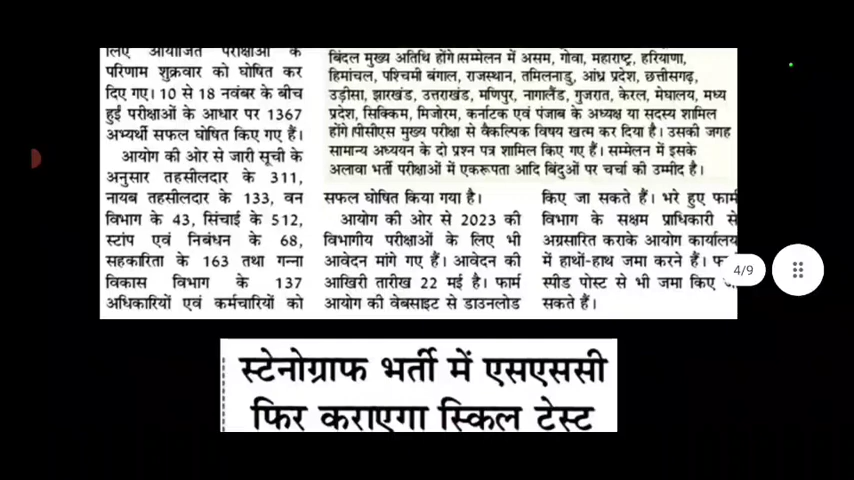 लिए आयोजित परीक्षाओं के
परिणाम शुक्रवार को घोषित कर
दिए गए। 10 से 18 नवंबर के बीच
हुई परीक्षाओं के आधार पर 1367
अभ्यर्थी सफल घोषित किए गए हैं।
आयोग की ओर से जारी सूची के
अनुसार तहसीलदार के 311,
नायब तहसीलदार के 133, वन
विभाग के 43, सिंचाई के 512,
स्टांप एवं निबंधन के 68,
सहकारिता के 163 तथा गन्ना
विकास विभाग के 137
अधिकारियों एवं कर्मचारियों को
बिंदल मुख्य अतिथि होंगे।सम्मेलन में असम, गोवा, महाराष्ट्र, हरियाणा,
हिमांचल, पश्चिमी बंगाल, राजस्थान, तमिलनाडु, आंध्र प्रदेश, छत्तीसगढ़,
उड़ीसा, झारखंड, उत्तराखंड, मणिपुर, नागालैंड, गुजरात, केरल, मेघालय, मध्य
प्रदेश, सिक्किम, मिजोरम, कर्नाटक एवं पंजाब के अध्यक्ष या सदस्य शामिल
होंगे।पीसीएस मुख्य परीक्षा से वैकल्पिक विषय खत्म कर दिया है। उसकी जगह
सामान्य अध्ययन के दो प्रश्न पत्र शामिल किए गए हैं। सम्मेलन में इसके
अलावा भर्ती परीक्षाओं में एकरूपता आदि बिंदुओं पर चर्चा की उम्मीद है।
सफल घोषित किया गया है।
आयोग की ओर से 2023 की
विभागीय परीक्षाओं के लिए भी
आवेदन मांगे गए हैं। आवेदन की
आखिरी तारीख 22 मई है। फार्म
आयोग की वेबसाइट से डाउनलोड
किए जा सकते हैं। भरे हुए फार्म
विभाग के सक्षम प्राधिकारी से
अग्रसारित कराके आयोग कार्यालय
में हाथों-हाथ जमा करने हैं।
स्पीड पोस्ट से भी जमा किए
सकते हैं।
4/9
स्टेनोग्राफ भर्ती में एसएससी
फिर कराएगा स्किल टेस्ट